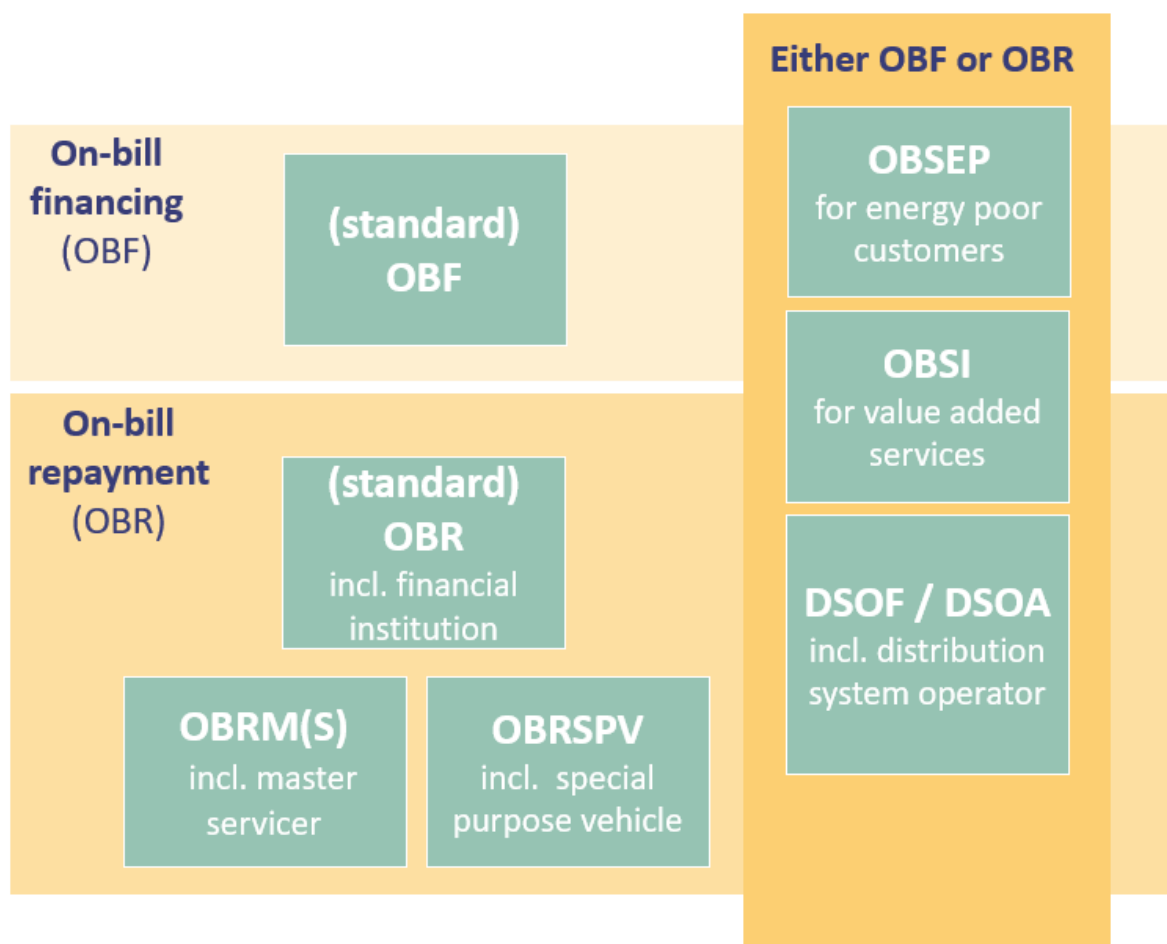 Either OBF or OBR
On-bill
financing
(OBF)
(standard)
OBF
OBSEP
for energy poor
customers
OBSI
for value added
services
On-bill
repayment
(OBR)
(standard)
OBR
incl. financial
institution
DSOF / DSOA
incl. distribution
system operator
OBRM(S)
incl. master
servicer
OBRSPV
incl. special
purpose vehicle